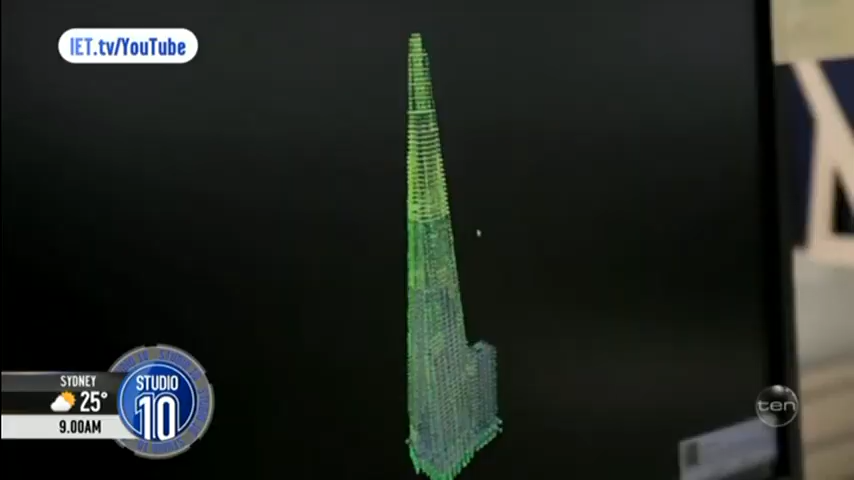 IET.tv/YouTube
SYDNEY
25°
9.00AM
STUDIO
10
ten